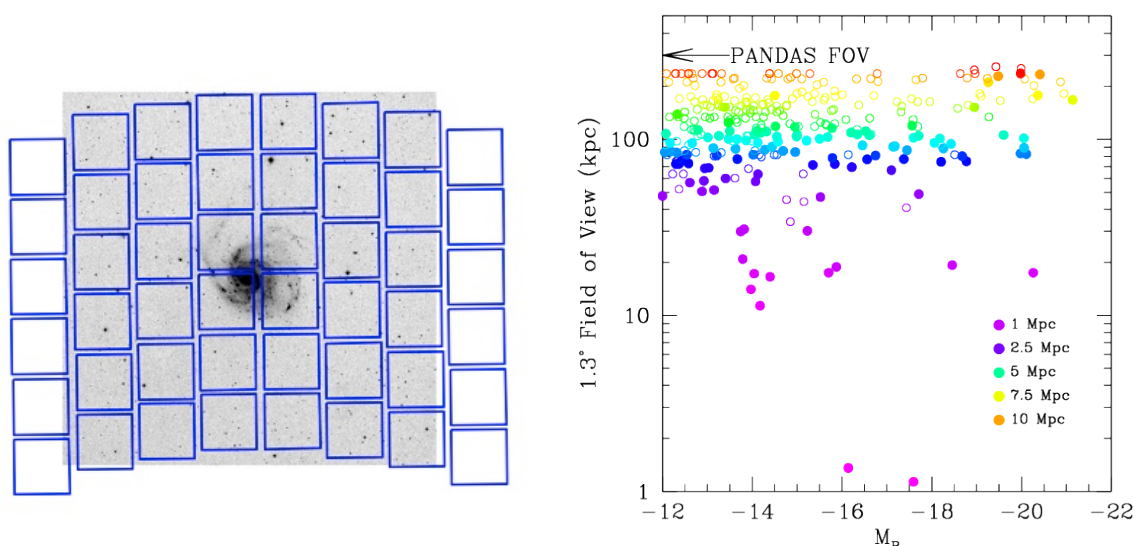 PANDAS FOV
1.3° Field of View (kpc)
100
10
1
1 Mpc
2.5 Mpc
5 Mpc
7.5 Mpc
10 Mpc
−12 −14 −16 −18 −20 −22